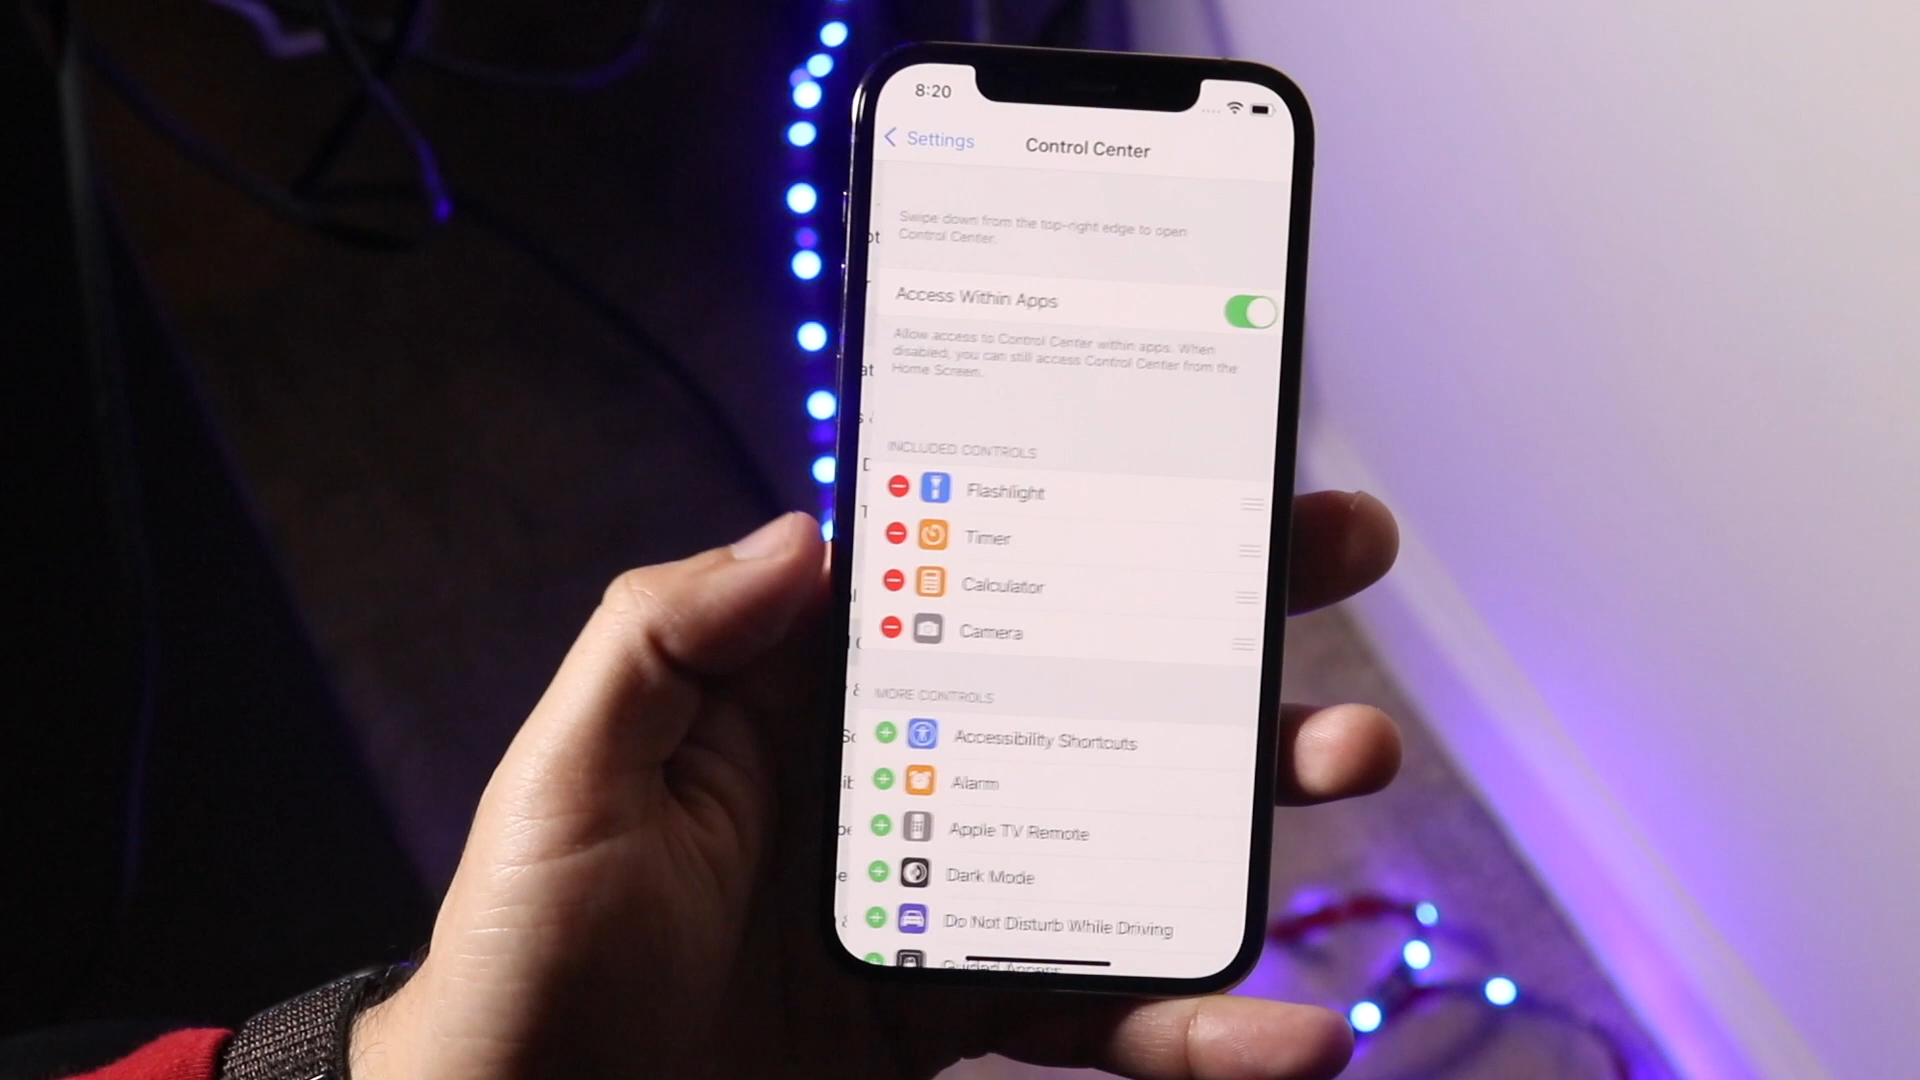 8:20
Settings
Control Center
Swipe down from the top-right edge to open
Control Center.
Access Within Apps
Allow access to Control Center within apps. When
disabled, you can still access Control Center from the
Home Screen.
INCLUDED CONTROLS
Flashlight
Timer
Calculator
Camera
MORE CONTROLS
Accessibility Shortcuts
Alarm
Apple TV Remote
Dark Mode
Do Not Disturb While Driving
Guided Access